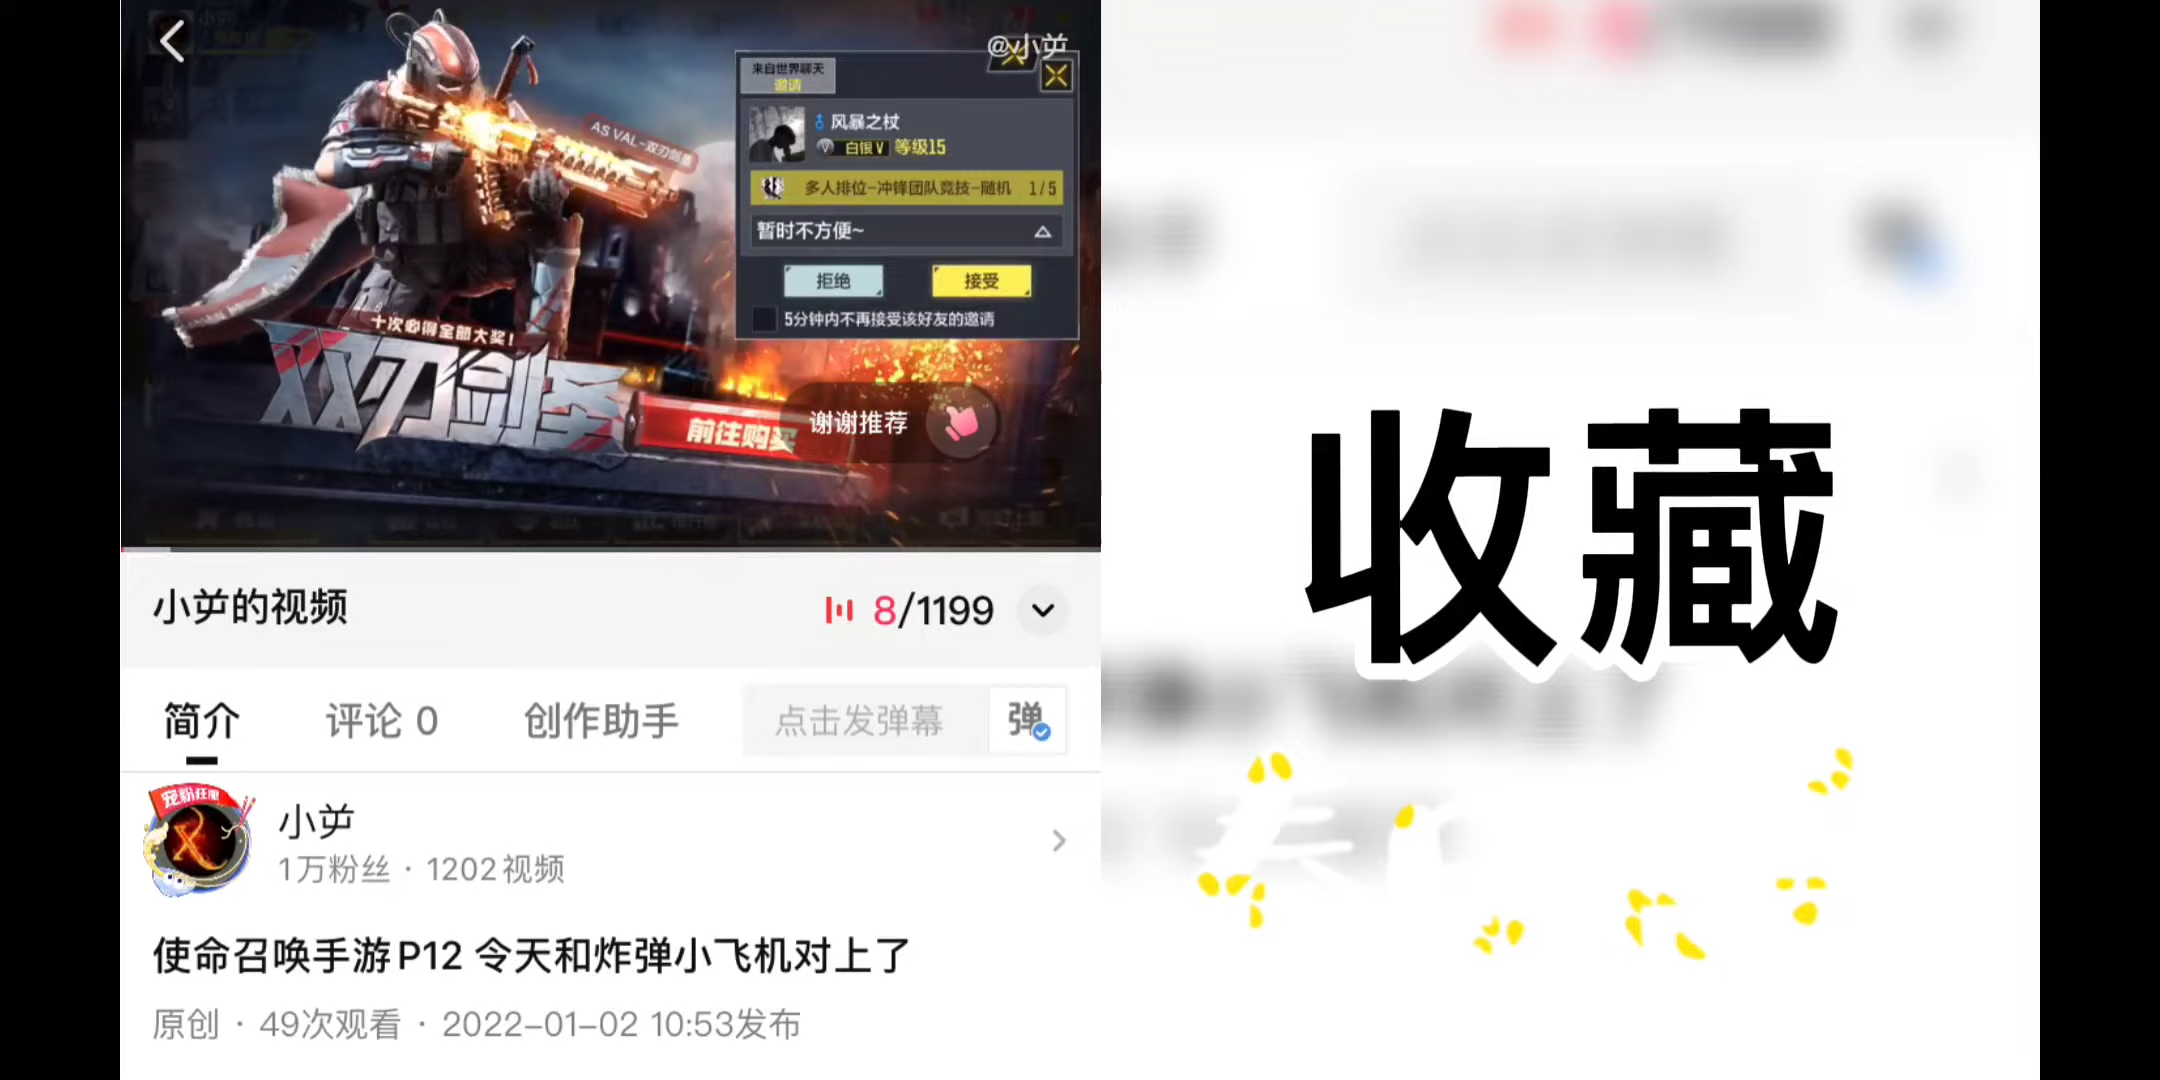 @小岁
来自世界聊天
邀请
风暴之杖
白银V 等级15
多人排位-冲锋团队竞技-随机 1/5
暂时不方便~
拒绝
接受
5分钟内不再接受该好友的邀请
AS VAL-双刃剑圣
十次必得全部大奖!
双刃剑圣
前往购买
谢谢推荐
小岁的视频
8/1199
简介
评论 0
创作助手
点击发弹幕
弹
宠粉狂魔
小岁
1万粉丝 · 1202视频
使命召唤手游P12 令天和炸弹小飞机对上了
原创 · 49次观看 · 2022-01-02 10:53发布
收藏